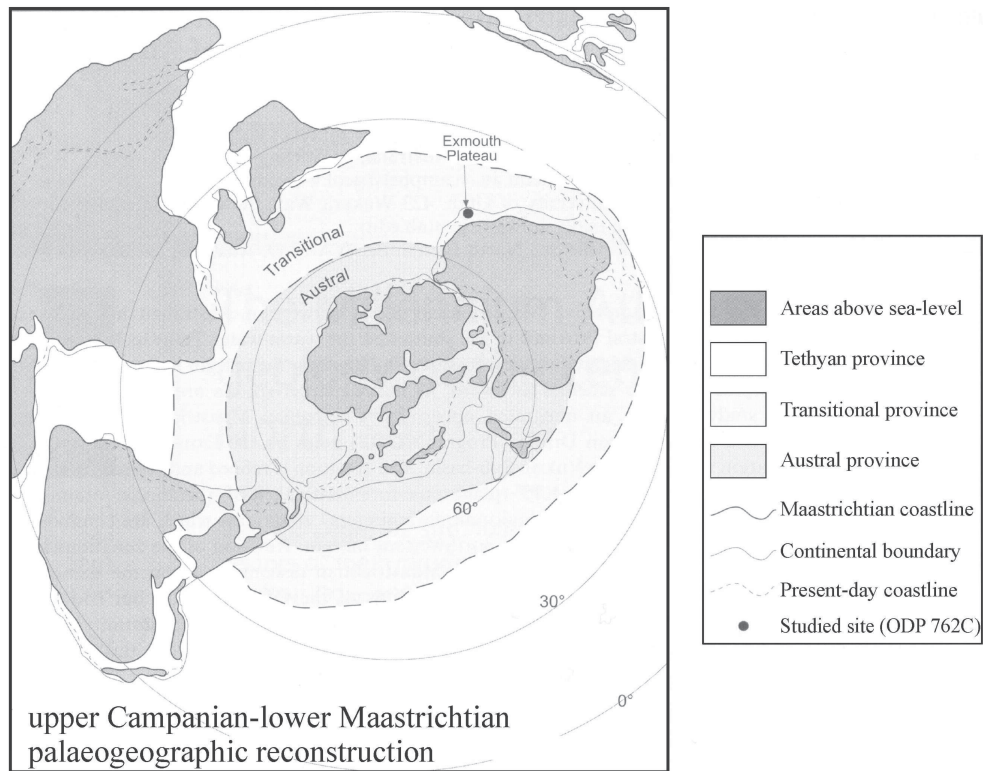 Exmouth
Plateau
Transitional
Austral
60°
30°
0°
upper Campanian-lower Maastrichtian
palaeogeographic reconstruction
Areas above sea-level
Tethyan province
Transitional province
Austral province
Maastrichtian coastline
Continental boundary
Present-day coastline
Studied site (ODP 762C)